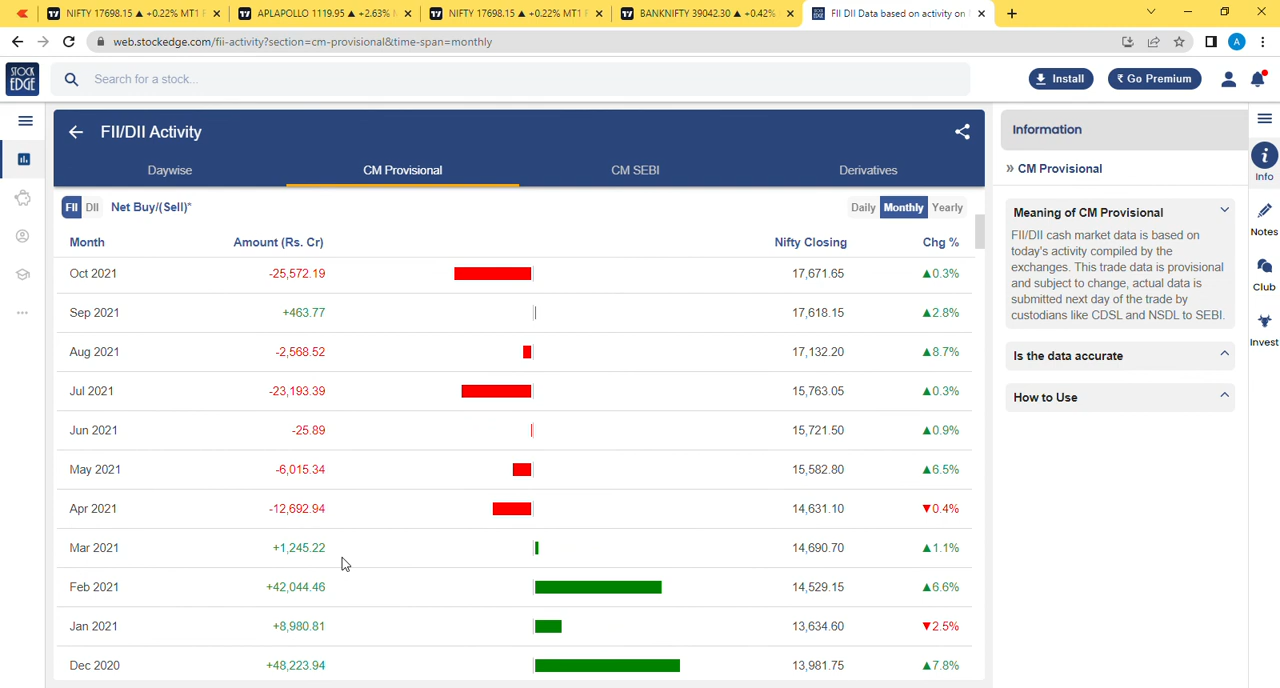 NIFTY 17698.15 ▲ +0.22% MT1
APLAPOLLO 1119.95 ▲ +2.63%
NIFTY 17698.15 ▲ +0.22% MT1
BANKNIFTY 39042.30 ▲ +0.42%
FII DII Data based on activity on
web.stockedge.com/fii-activity?section=cm-provisional&time-span=monthly
A
STOCK
EDGE
Search for a stock...
Install
₹ Go Premium
FII/DII Activity
Daywise CM Provisional CM SEBI Derivatives
FII DII Net Buy/(Sell)* Daily Monthly Yearly
Month Amount (Rs. Cr) Nifty Closing Chg %
Oct 2021 -25,572.19 17,671.65 ▲0.3%
Sep 2021 +463.77 17,618.15 ▲2.8%
Aug 2021 -2,568.52 17,132.20 ▲8.7%
Jul 2021 -23,193.39 15,763.05 ▲0.3%
Jun 2021 -25.89 15,721.50 ▲0.9%
May 2021 -6,015.34 15,582.80 ▲6.5%
Apr 2021 -12,692.94 14,631.10 ▼0.4%
Mar 2021 +1,245.22 14,690.70 ▲1.1%
Feb 2021 +42,044.46 14,529.15 ▲6.6%
Jan 2021 +8,980.81 13,634.60 ▼2.5%
Dec 2020 +48,223.94 13,981.75 ▲7.8%
Information
» CM Provisional
Meaning of CM Provisional
FII/DII cash market data is based on
today's activity compiled by the
exchanges. This trade data is provisional
and subject to change, actual data is
submitted next day of the trade by
custodians like CDSL and NSDL to SEBI.
Is the data accurate
How to Use
Info
Notes
Club
Invest